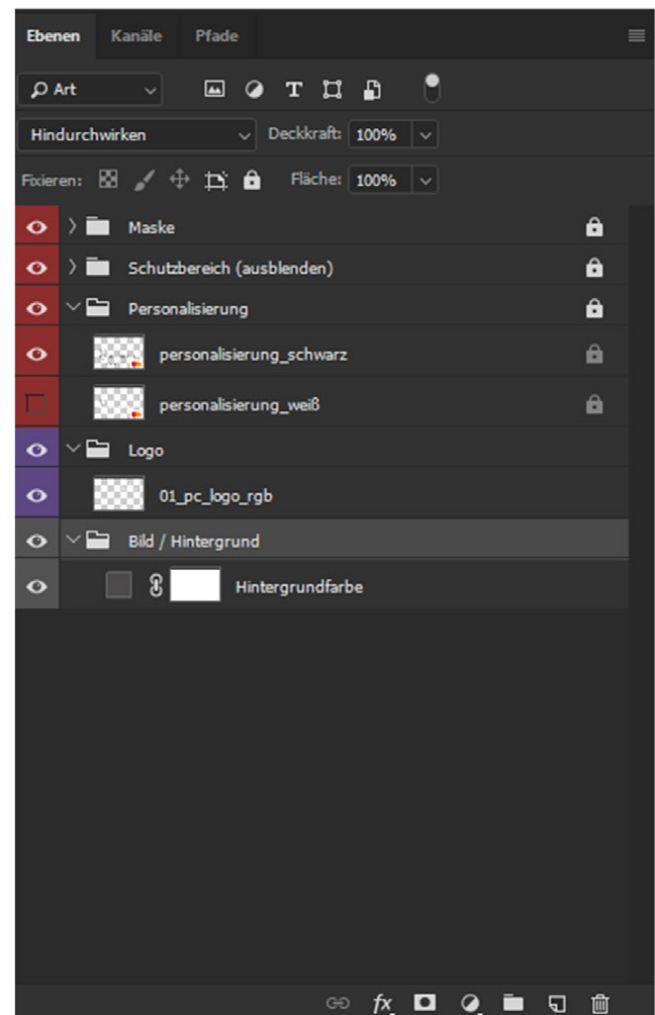 Ebenen Kanäle Pfade
Art
Hindurchwirken Deckkraft: 100%
Fixieren: Fläche: 100%
Maske
Schutzbereich (ausblenden)
Personalisierung
personalisierung_schwarz
personalisierung_weiß
Logo
01_pc_logo_rgb
Bild / Hintergrund
Hintergrundfarbe
fx